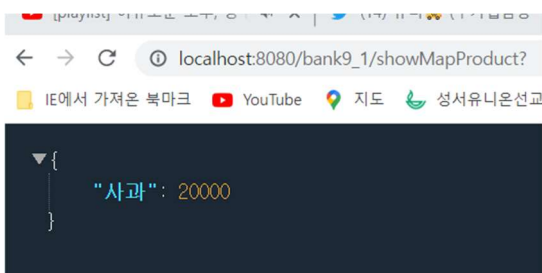 localhost:8080/bank9_1/showMapProduct?
IE에서 가져온 북마크 YouTube 지도 성서유니온선교
{
"사과": 20000
}